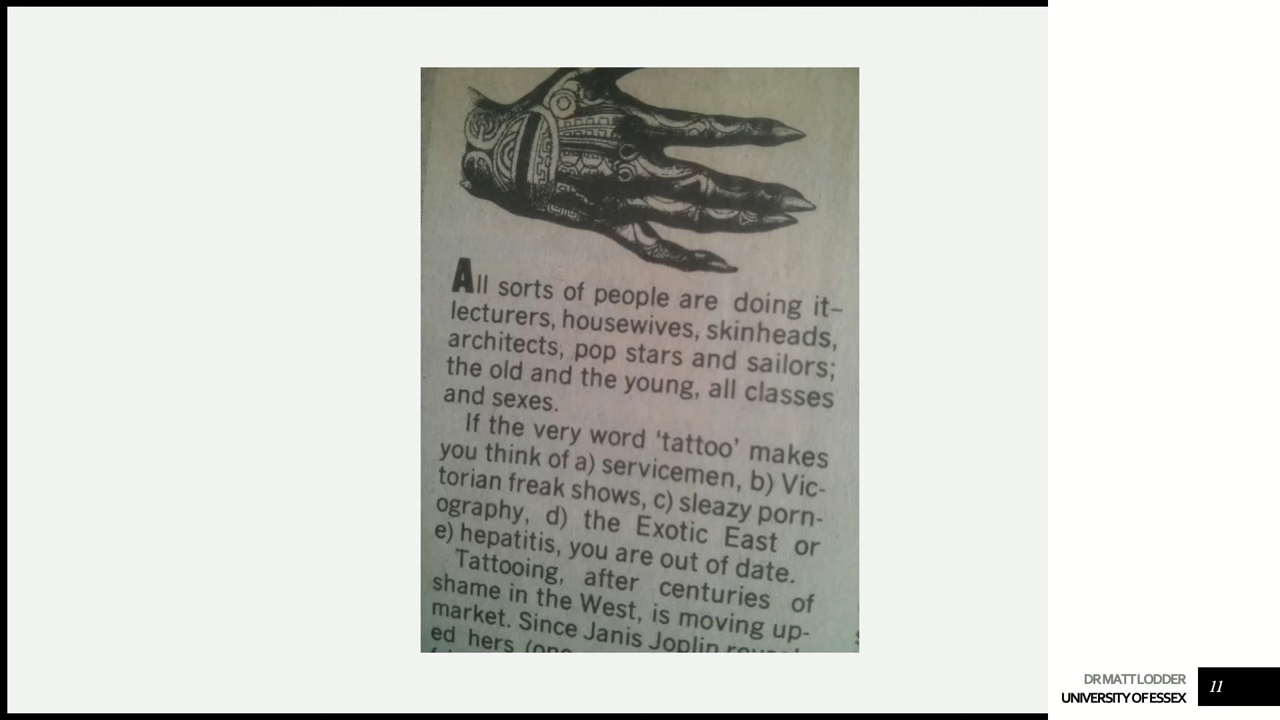 All sorts of people are doing it–
lecturers, housewives, skinheads,
architects, pop stars and sailors;
the old and the young, all classes
and sexes.
If the very word ‘tattoo’ makes
you think of a) servicemen, b) Vic-
torian freak shows, c) sleazy porn-
ography, d) the Exotic East or
e) hepatitis, you are out of date.
Tattooing, after centuries of
shame in the West, is moving up-
market. Since Janis Joplin
ed hers
DR MATT LODDER
UNIVERSITY OF ESSEX
11